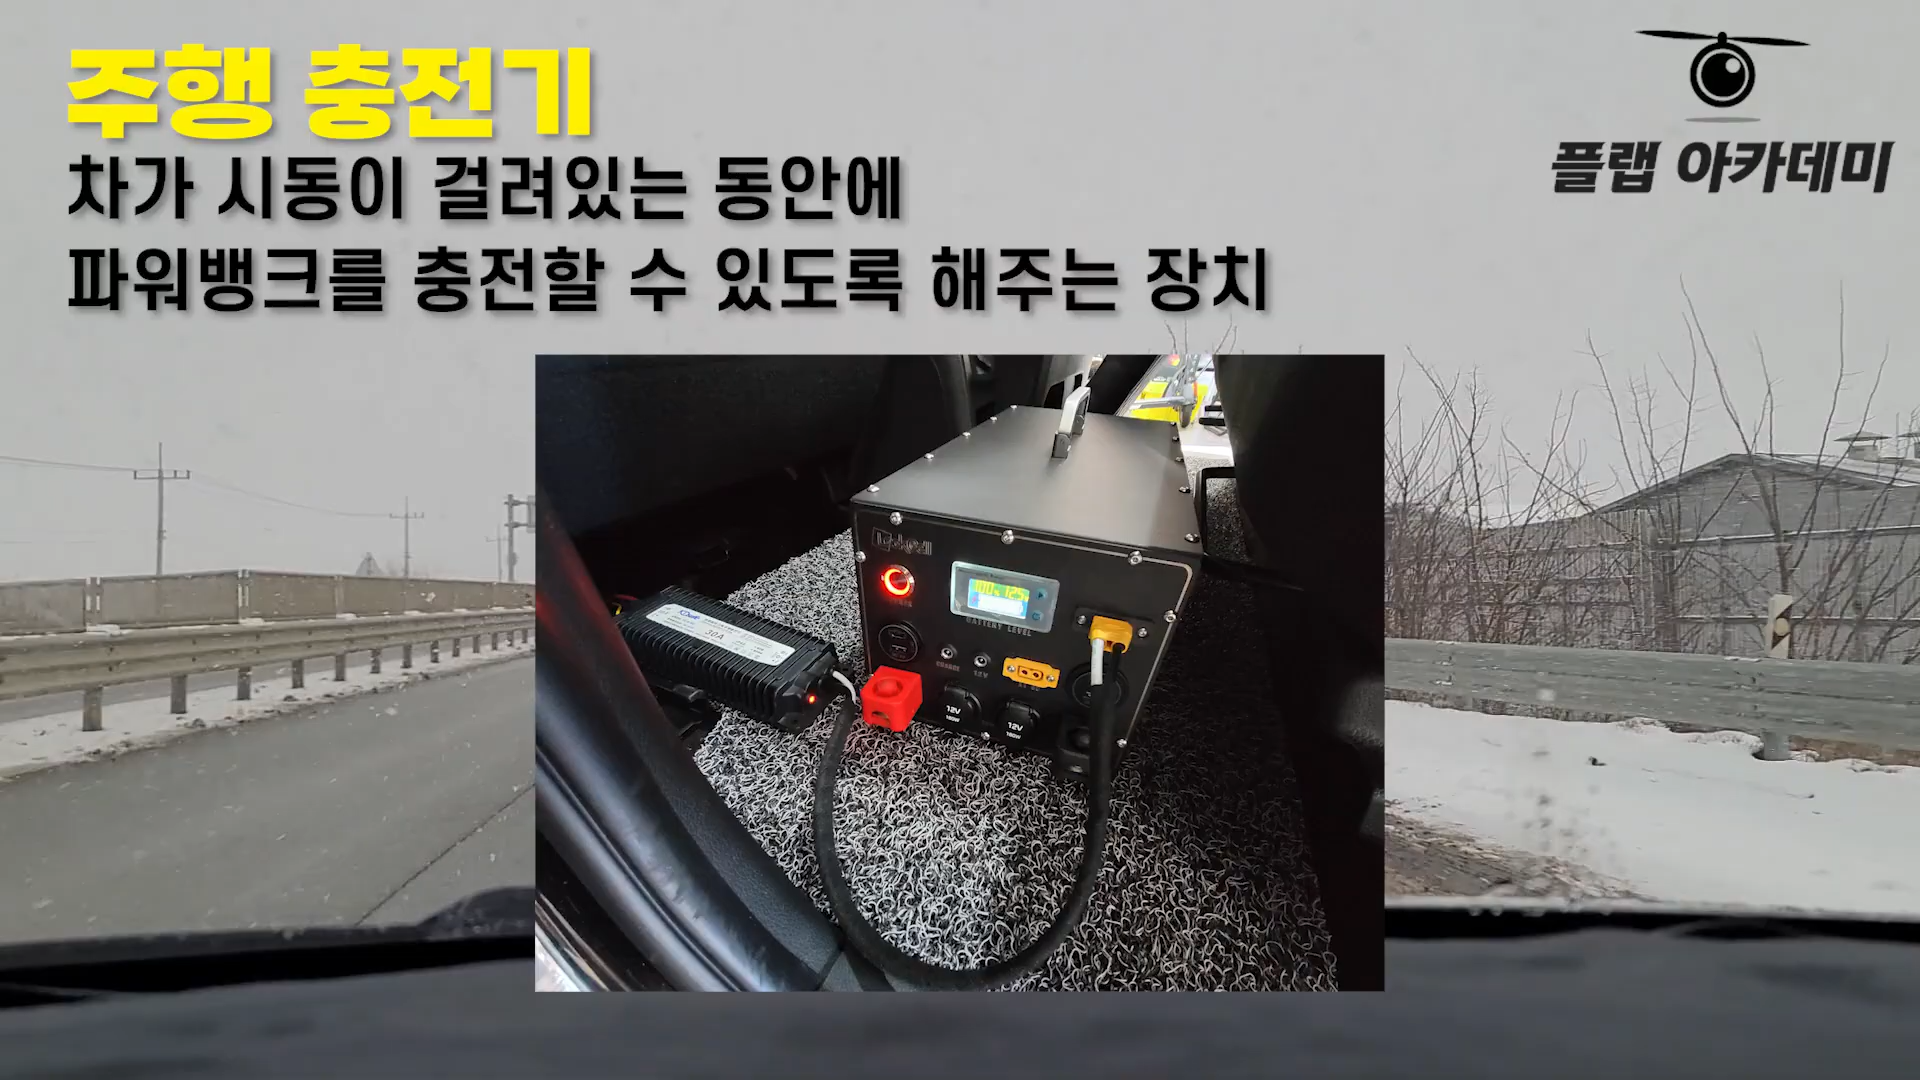 주행 충전기
차가 시동이 걸려있는 동안에
파워뱅크를 충전할 수 있도록 해주는 장치
플랩 아카데미
30A
BATTERY LEVEL
12V
180W
12V
180W